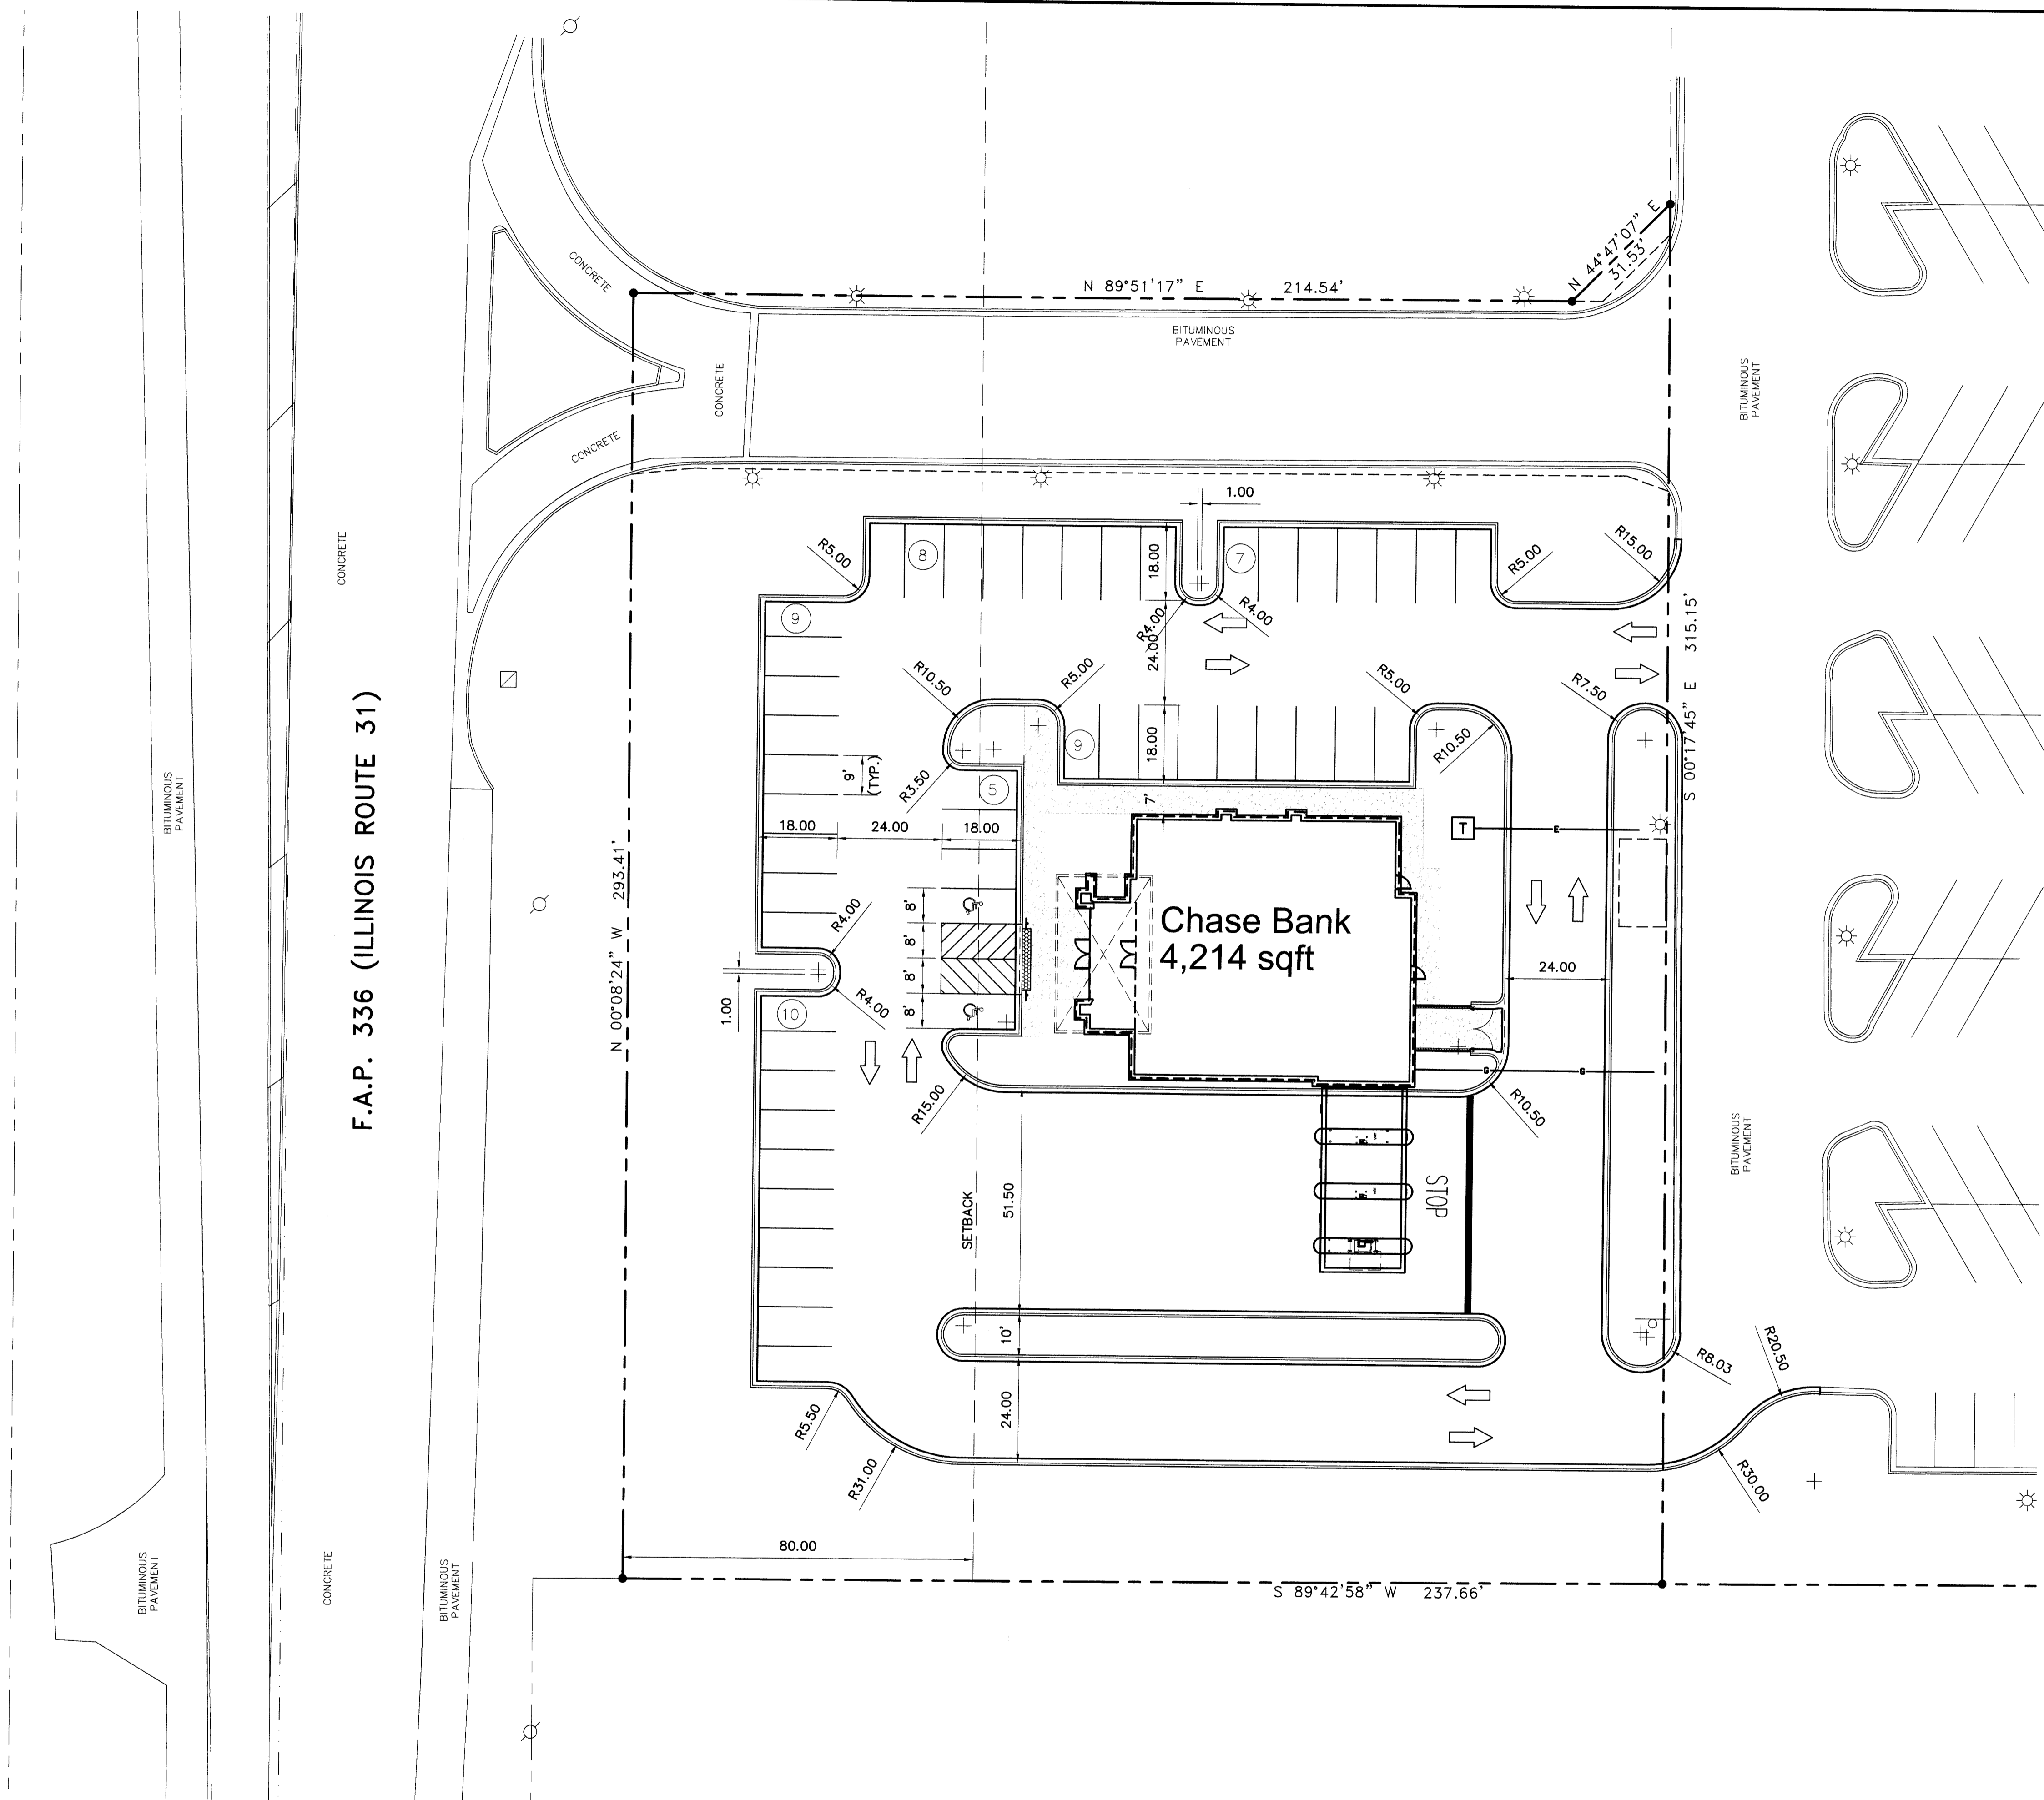 N 44°47'07" E
31.53'
CONCRETE
N 89°51'17" E 214.54'
BITUMINOUS
PAVEMENT
CONCRETE
BITUMINOUS
PAVEMENT
CONCRETE
1.00
CONCRETE
R5.00
8
18.00
7
R5.00
R15.00
R4.00
R4.00
9
24.00
S 00°17'45" E 315.15'
R10.50
R5.00
R5.00
R7.50
9
18.00
R10.50
9'
(TYP.)
R3.50
5
7'
BITUMINOUS
PAVEMENT
F.A.P. 336 (ILLINOIS ROUTE 31)
18.00
24.00
18.00
T
E
N 00°08'24" W 293.41'
8'
8'
8'
8'
R4.00
Chase Bank
4,214 sqft
24.00
1.00
R4.00
10
G
G
R15.00
R10.50
BITUMINOUS
PAVEMENT
51.50
STOP
SETBACK
10'
R8.03
R20.50
R5.50
24.00
R31.00
R30.00
80.00
BITUMINOUS
PAVEMENT
CONCRETE
BITUMINOUS
PAVEMENT
S 89°42'58" W 237.66'